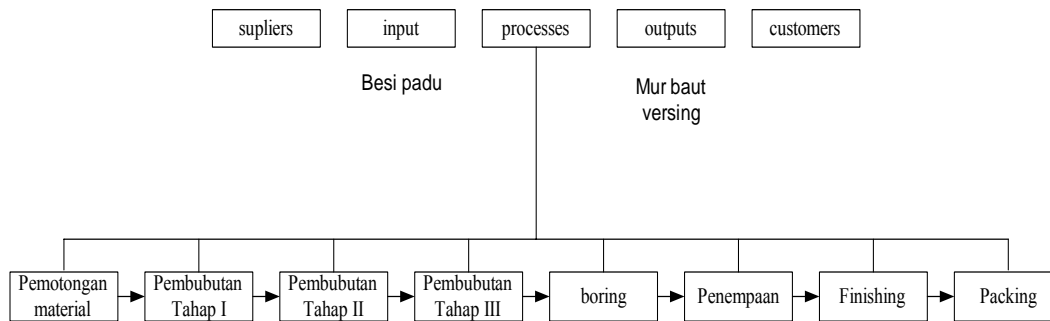 supliers
input
processes
outputs
customers
Besi padu
Mur baut
versing
Pemotongan
material
Pembubutan
Tahap I
Pembubutan
Tahap II
Pembubutan
Tahap III
boring
Penempaan
Finishing
Packing